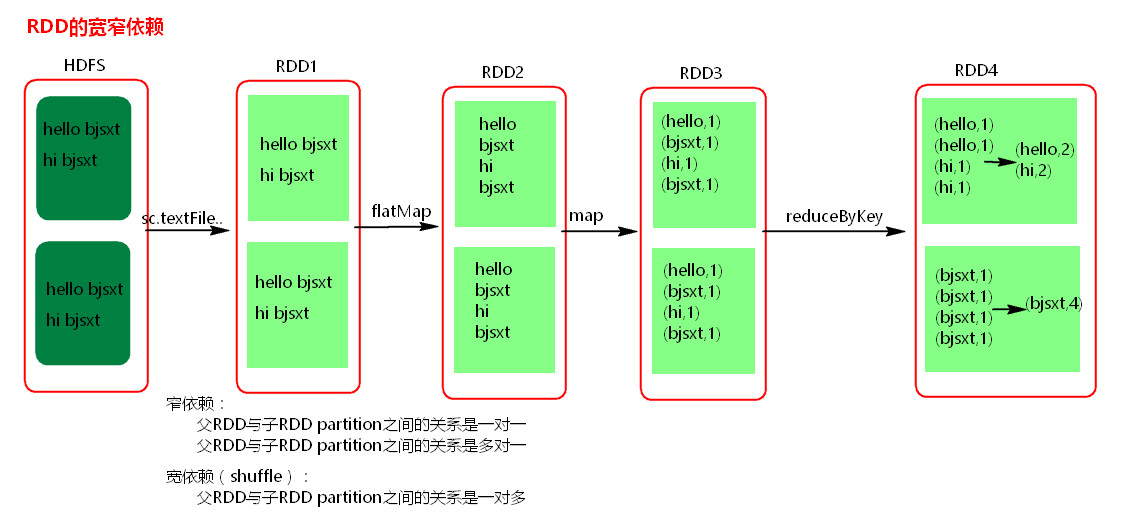 RDD的宽窄依赖
HDFS
hello bjsxt
hi bjsxt
hello bjsxt
hi bjsxt
sc.textFile..
RDD1
hello bjsxt
hi bjsxt
hello bjsxt
hi bjsxt
flatMap
RDD2
hello
bjsxt
hi
bjsxt
hello
bjsxt
hi
bjsxt
map
RDD3
(hello,1)
(bjsxt,1)
(hi,1)
(bjsxt,1)
(hello,1)
(bjsxt,1)
(hi,1)
(bjsxt,1)
reduceByKey
RDD4
(hello,1)
(hello,1)
(hi,1)
(hi,1)
(hello,2)
(hi,2)
(bjsxt,1)
(bjsxt,1)
(bjsxt,1)
(bjsxt,1)
(bjsxt,4)
窄依赖：
父RDD与子RDD partition之间的关系是一对一
父RDD与子RDD partition之间的关系是多对一
宽依赖（shuffle）：
父RDD与子RDD partition之间的关系是一对多